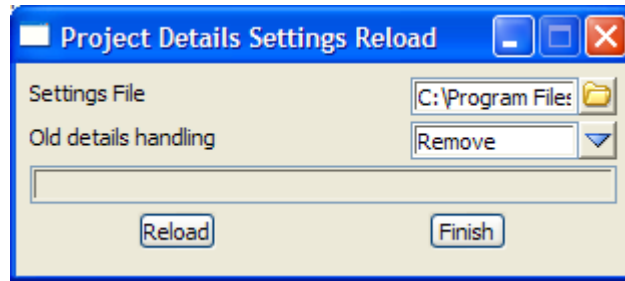 Project Details Settings Reload
Settings File C:\Program Files
Old details handling Remove
Reload Finish